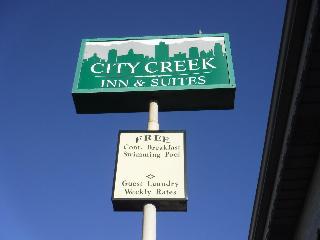 CITY CREEK
INN & SUITES
FREE
Cont. Breakfast
Swimming Pool
Guest Laundry
Weekly Rates